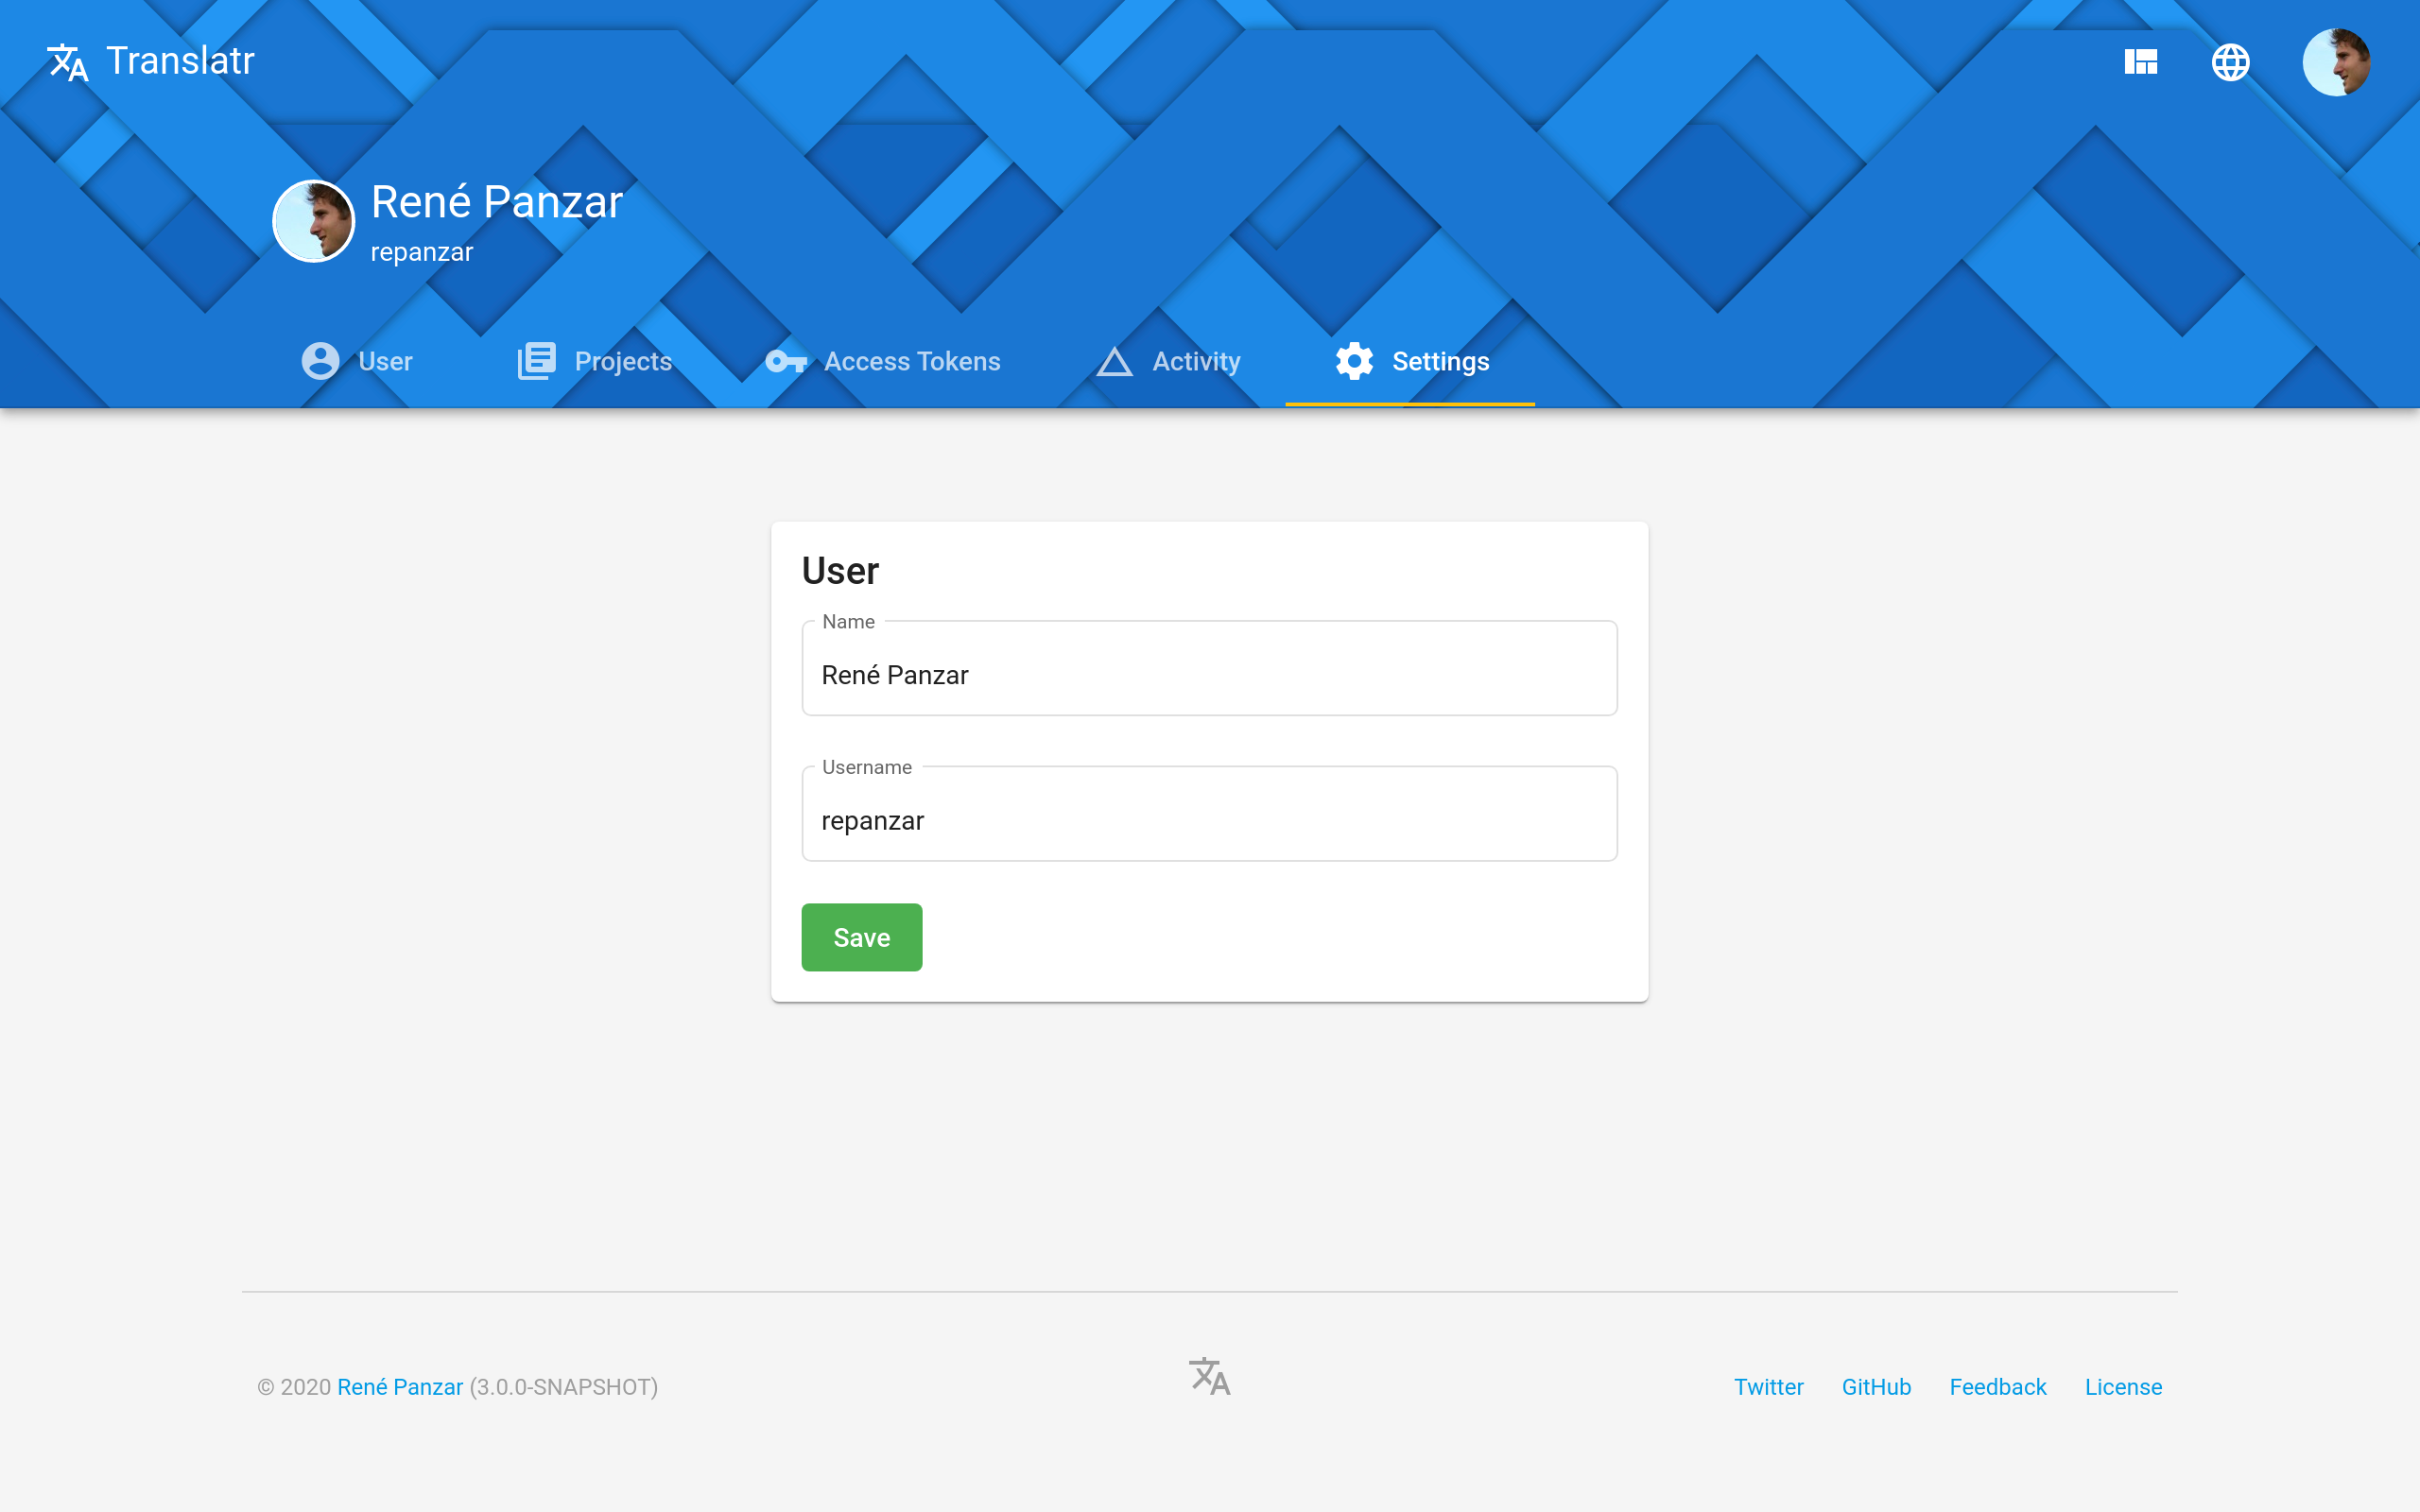 Translatr
René Panzar
repanzar
User Projects Access Tokens Activity Settings
User
Name
René Panzar
Username
repanzar
Save
© 2020 René Panzar (3.0.0-SNAPSHOT)
Twitter GitHub Feedback License